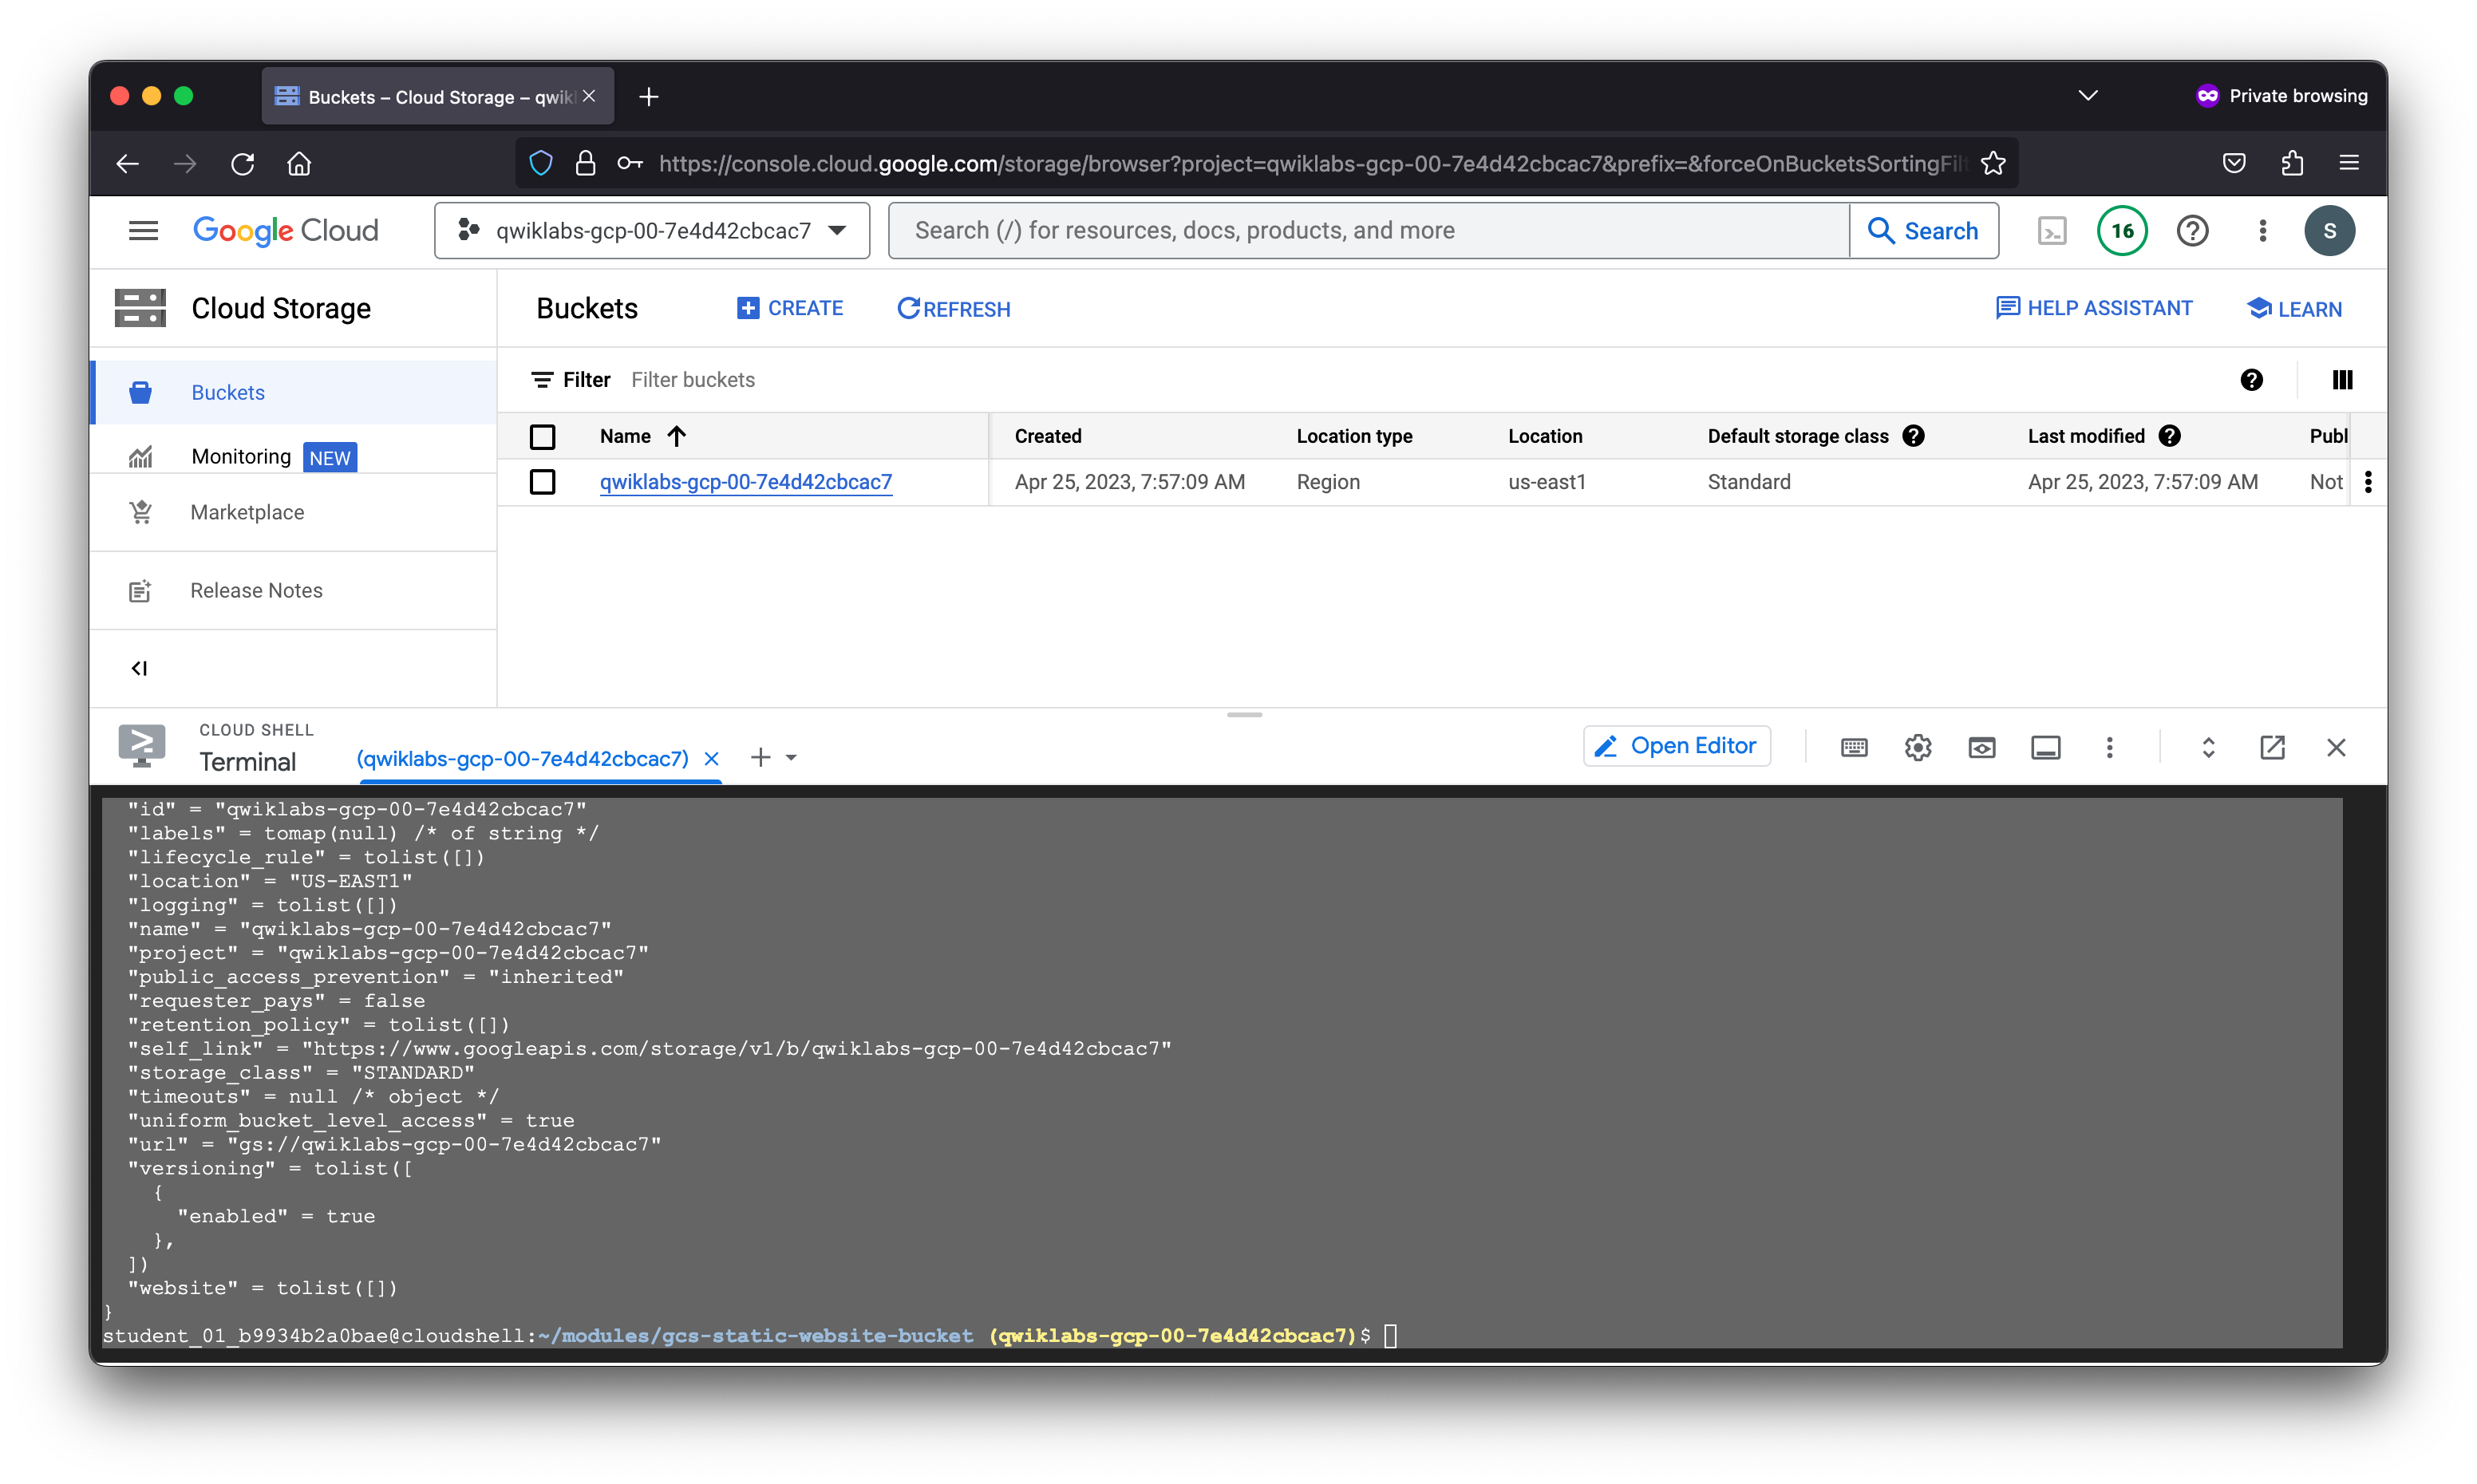 Buckets – Cloud Storage – qwikl
Private browsing
https://console.cloud.google.com/storage/browser?project=qwiklabs-gcp-00-7e4d42cbcac7&prefix=&forceOnBucketsSortingFilt
Google Cloud
qwiklabs-gcp-00-7e4d42cbcac7
Search (/) for resources, docs, products, and more
Search
16
S
Cloud Storage
Buckets
CREATE
REFRESH
HELP ASSISTANT
LEARN
Buckets
Monitoring NEW
Marketplace
Release Notes
Filter Filter buckets
Name Created Location type Location Default storage class Last modified Publ
qwiklabs-gcp-00-7e4d42cbcac7 Apr 25, 2023, 7:57:09 AM Region us-east1 Standard Apr 25, 2023, 7:57:09 AM Not
CLOUD SHELL
Terminal
(qwiklabs-gcp-00-7e4d42cbcac7)
Open Editor
"id" = "qwiklabs-gcp-00-7e4d42cbcac7"
"labels" = tomap(null) /* of string */
"lifecycle_rule" = tolist([])
"location" = "US-EAST1"
"logging" = tolist([])
"name" = "qwiklabs-gcp-00-7e4d42cbcac7"
"project" = "qwiklabs-gcp-00-7e4d42cbcac7"
"public_access_prevention" = "inherited"
"requester_pays" = false
"retention_policy" = tolist([])
"self_link" = "https://www.googleapis.com/storage/v1/b/qwiklabs-gcp-00-7e4d42cbcac7"
"storage_class" = "STANDARD"
"timeouts" = null /* object */
"uniform_bucket_level_access" = true
"url" = "gs://qwiklabs-gcp-00-7e4d42cbcac7"
"versioning" = tolist([
{
"enabled" = true
},
])
"website" = tolist([])
}
student_01_b9934b2a0bae@cloudshell:~/modules/gcs-static-website-bucket (qwiklabs-gcp-00-7e4d42cbcac7)$